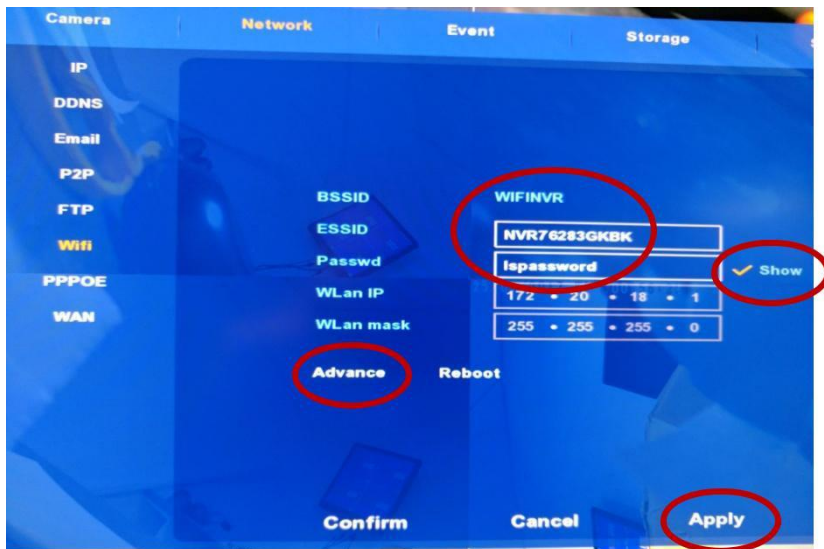 Camera Network Event Storage S
IP
DDNS
Email
P2P
FTP
Wifi
PPPOE
WAN
BSSID WIFINVR
ESSID NVR76283GKBK
Passwd Ispassword Show
WLan IP 172 • 20 • 18 • 1
WLan mask 255 • 255 • 255 • 0
Advance Reboot
Confirm Cancel Apply